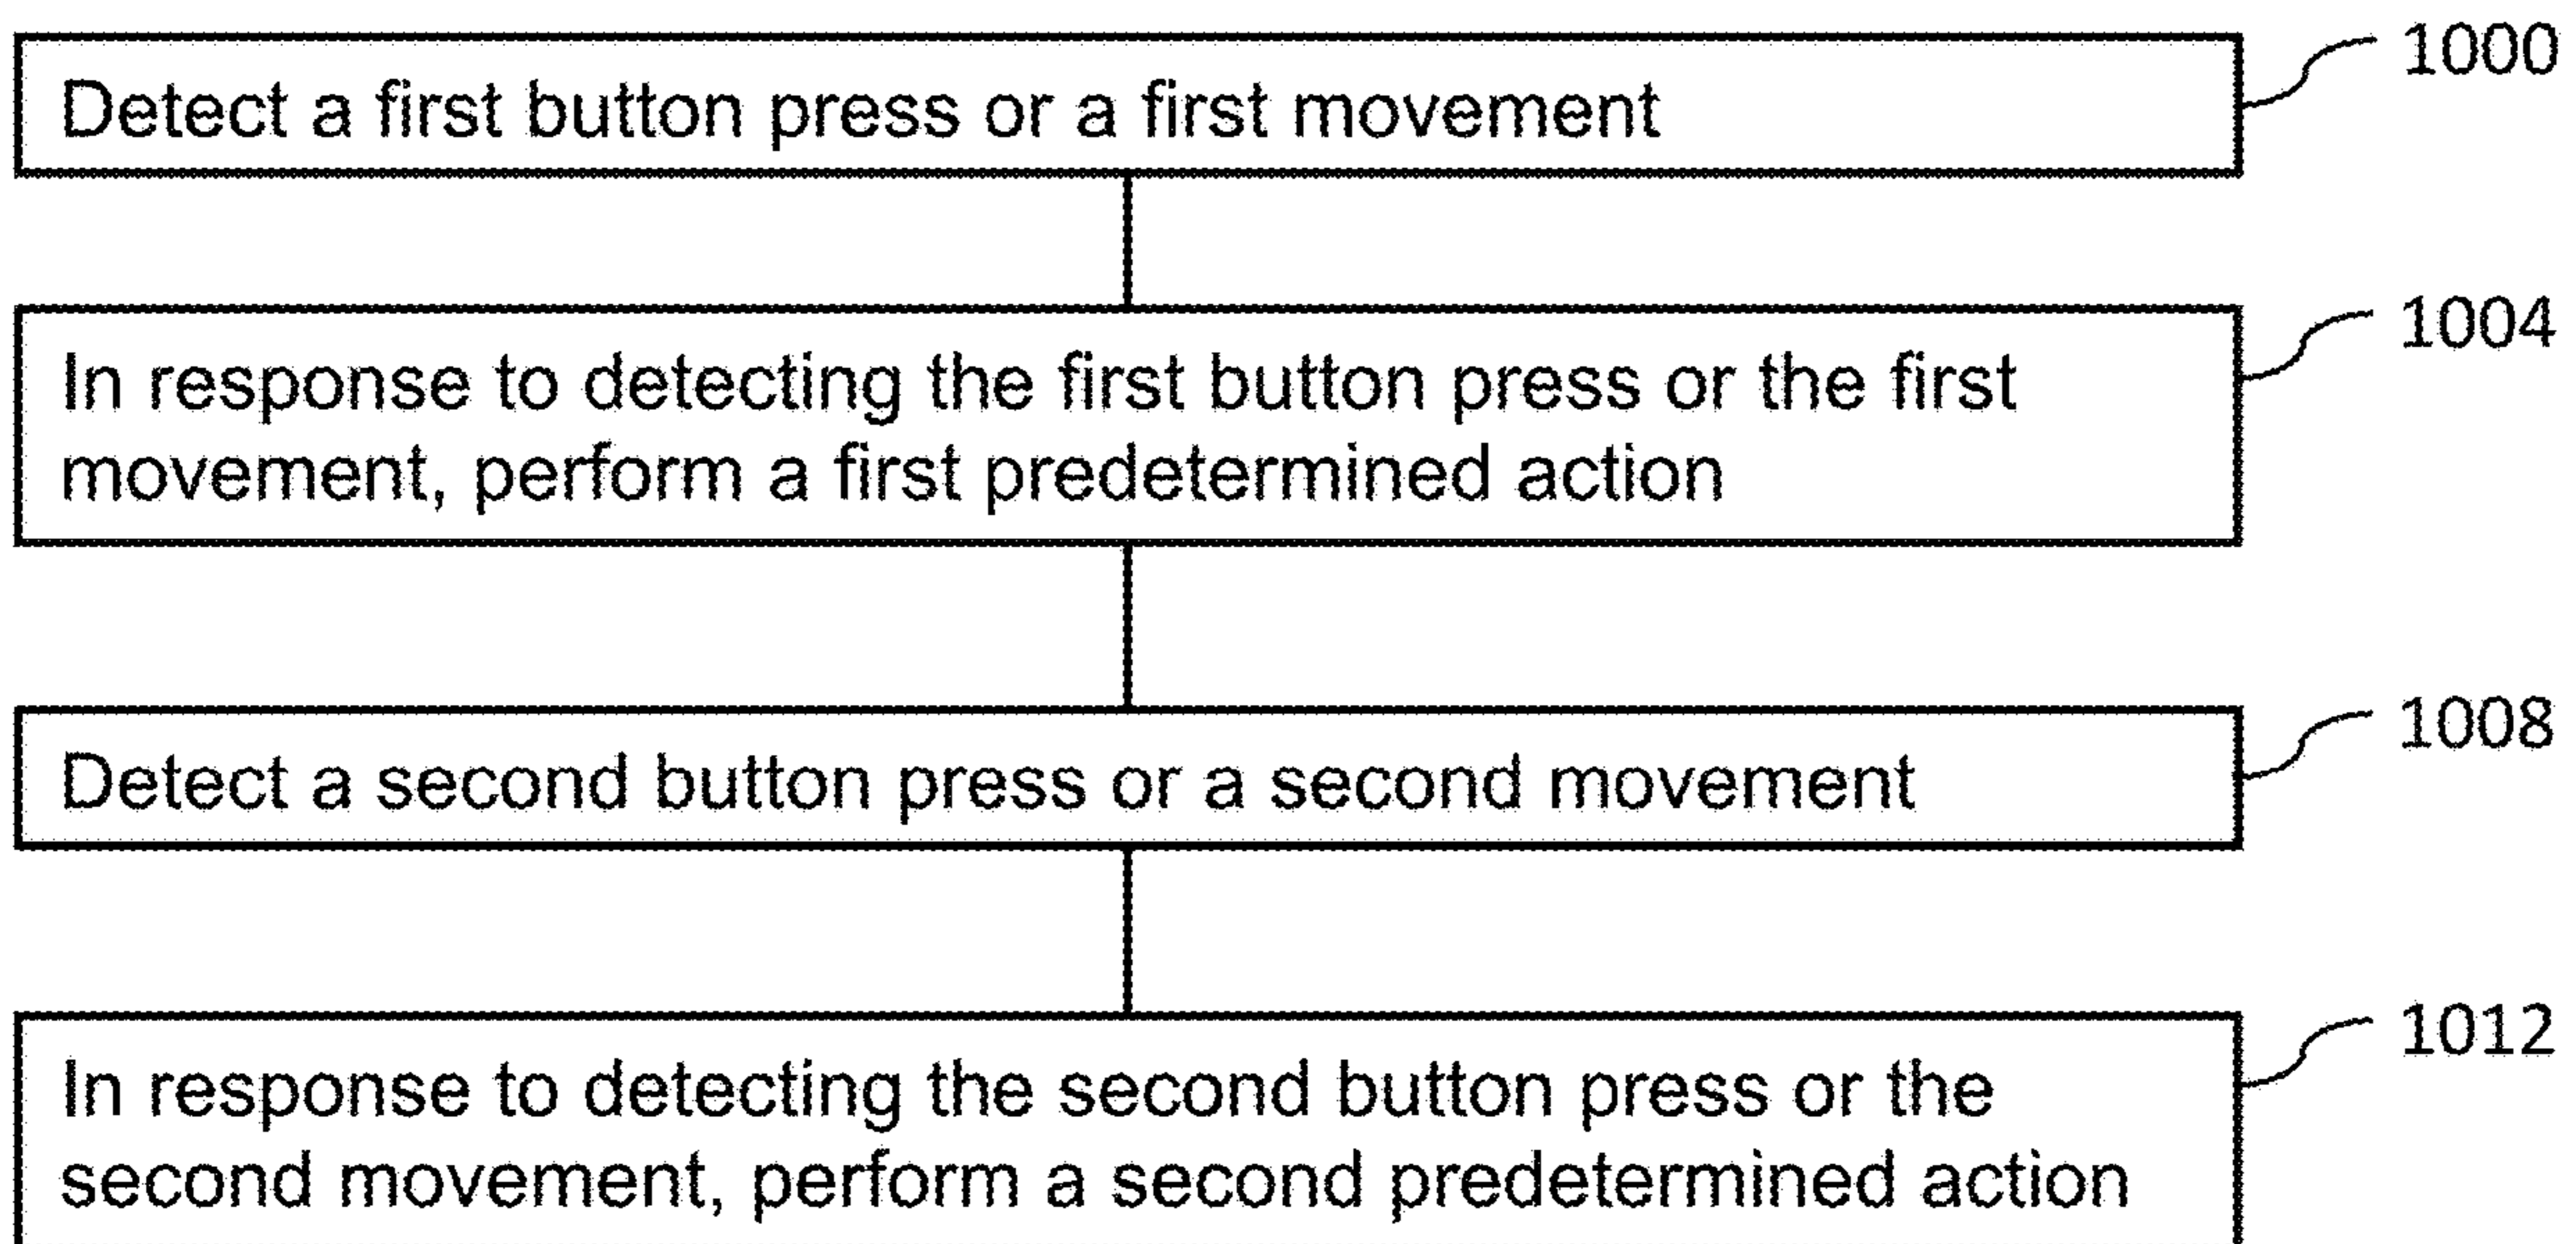 Detect a first button press or a first movement
1000
In response to detecting the first button press or the first
movement, perform a first predetermined action
1004
Detect a second button press or a second movement
1008
In response to detecting the second button press or the
second movement, perform a second predetermined action
1012